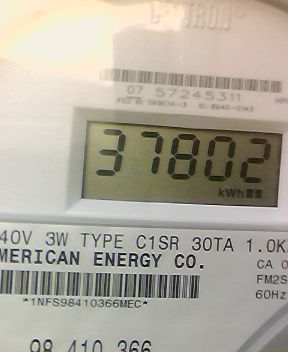 07 57245311
37802
kWh
40V 3W TYPE C1SR 30TA 1.0K
MERICAN ENERGY CO.
CA 0
FM2S
60Hz
*1NFS98410366MEC*
98 410 366